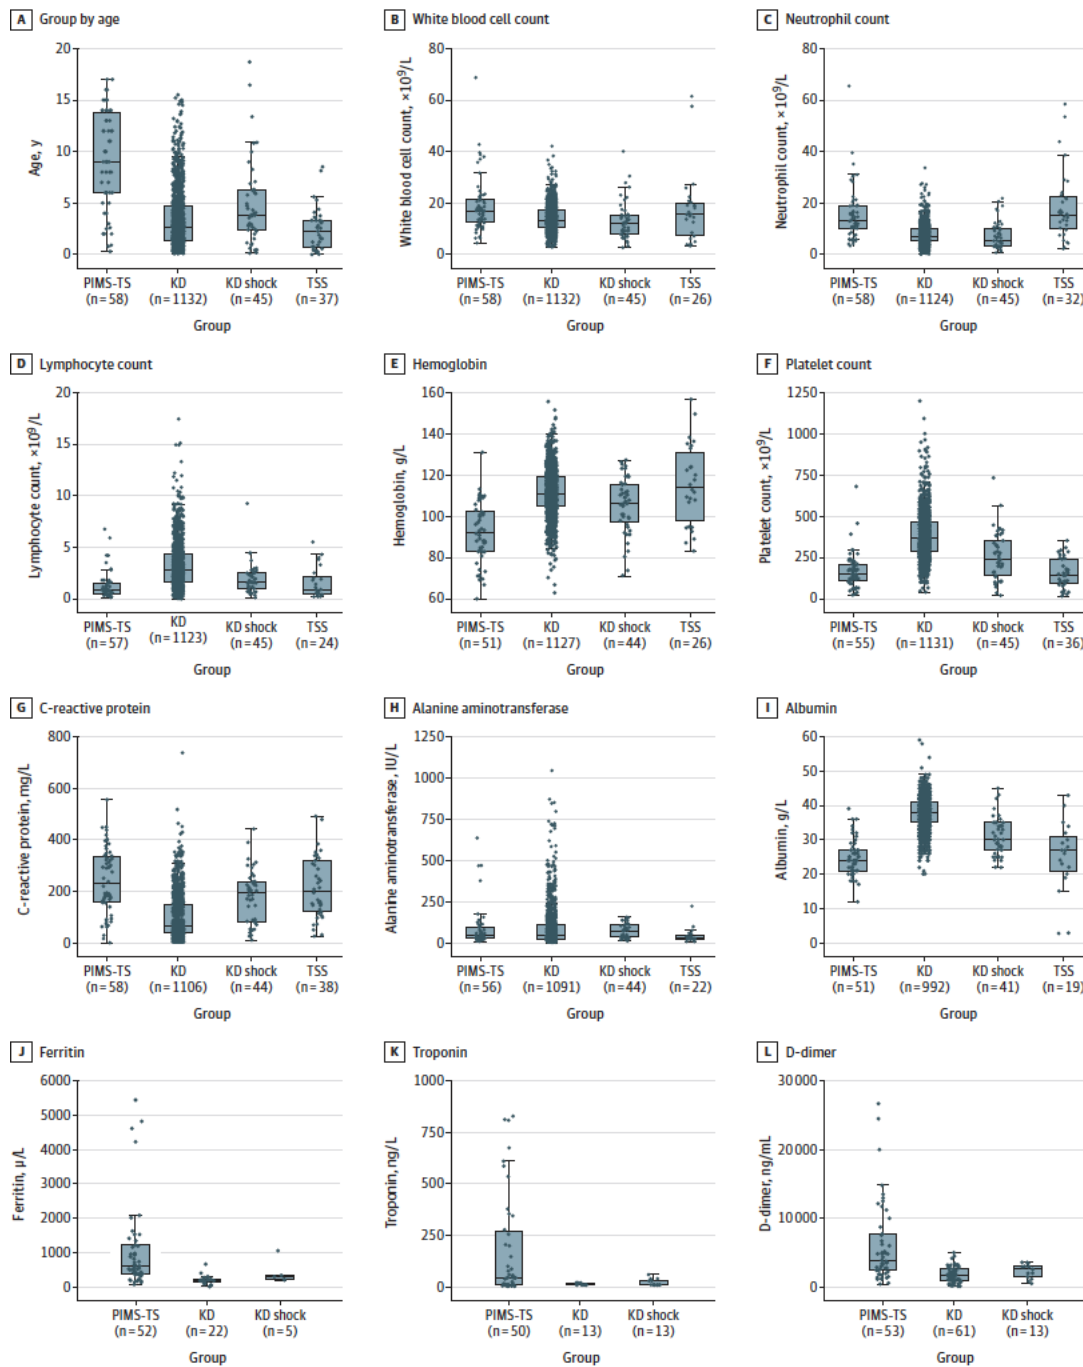 A Group by age
20
15
10
5
0
Age, y
PIMS-TS (n=58)
KD (n=1132)
KD shock (n=45)
TSS (n=37)
Group
B White blood cell count
80
60
40
20
0
White blood cell count, ×10⁹/L
PIMS-TS (n=58)
KD (n=1132)
KD shock (n=45)
TSS (n=26)
Group
C Neutrophil count
80
60
40
20
0
Neutrophil count, ×10⁹/L
PIMS-TS (n=58)
KD (n=1124)
KD shock (n=45)
TSS (n=32)
Group
D Lymphocyte count
20
15
10
5
0
Lymphocyte count, ×10⁹/L
PIMS-TS (n=57)
KD (n=1123)
KD shock (n=45)
TSS (n=24)
Group
E Hemoglobin
160
140
120
100
80
60
Hemoglobin, g/L
PIMS-TS (n=51)
KD (n=1127)
KD shock (n=44)
TSS (n=26)
Group
F Platelet count
1250
1000
750
500
250
0
Platelet count, ×10⁹/L
PIMS-TS (n=55)
KD (n=1131)
KD shock (n=45)
TSS (n=36)
Group
G C-reactive protein
800
600
400
200
0
C-reactive protein, mg/L
PIMS-TS (n=58)
KD (n=1106)
KD shock (n=44)
TSS (n=38)
Group
H Alanine aminotransferase
1250
1000
750
500
250
0
Alanine aminotransferase, IU/L
PIMS-TS (n=56)
KD (n=1091)
KD shock (n=44)
TSS (n=22)
Group
I Albumin
60
50
40
30
20
10
0
Albumin, g/L
PIMS-TS (n=51)
KD (n=992)
KD shock (n=41)
TSS (n=19)
Group
J Ferritin
6000
5000
4000
3000
2000
1000
0
Ferritin, μ/L
PIMS-TS (n=52)
KD (n=22)
KD shock (n=5)
Group
K Troponin
1000
750
500
250
0
Troponin, ng/L
PIMS-TS (n=50)
KD (n=13)
KD shock (n=13)
Group
L D-dimer
30000
20000
10000
0
D-dimer, ng/mL
PIMS-TS (n=53)
KD (n=61)
KD shock (n=13)
Group